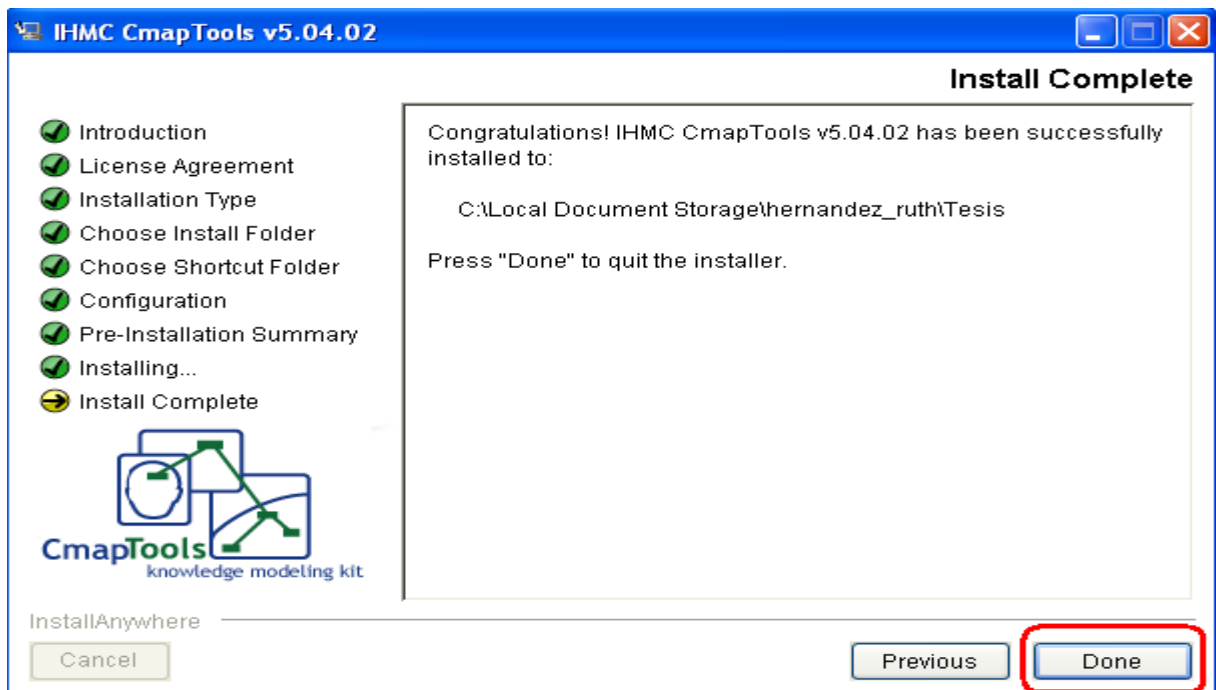 IHMC CmapTools v5.04.02
Install Complete
Introduction
License Agreement
Installation Type
Choose Install Folder
Choose Shortcut Folder
Configuration
Pre-Installation Summary
Installing...
Install Complete
CmapTools
knowledge modeling kit
Congratulations! IHMC CmapTools v5.04.02 has been successfully
installed to:
C:\Local Document Storage\hernandez_ruth\Tesis
Press "Done" to quit the installer.
InstallAnywhere
Cancel
Previous
Done